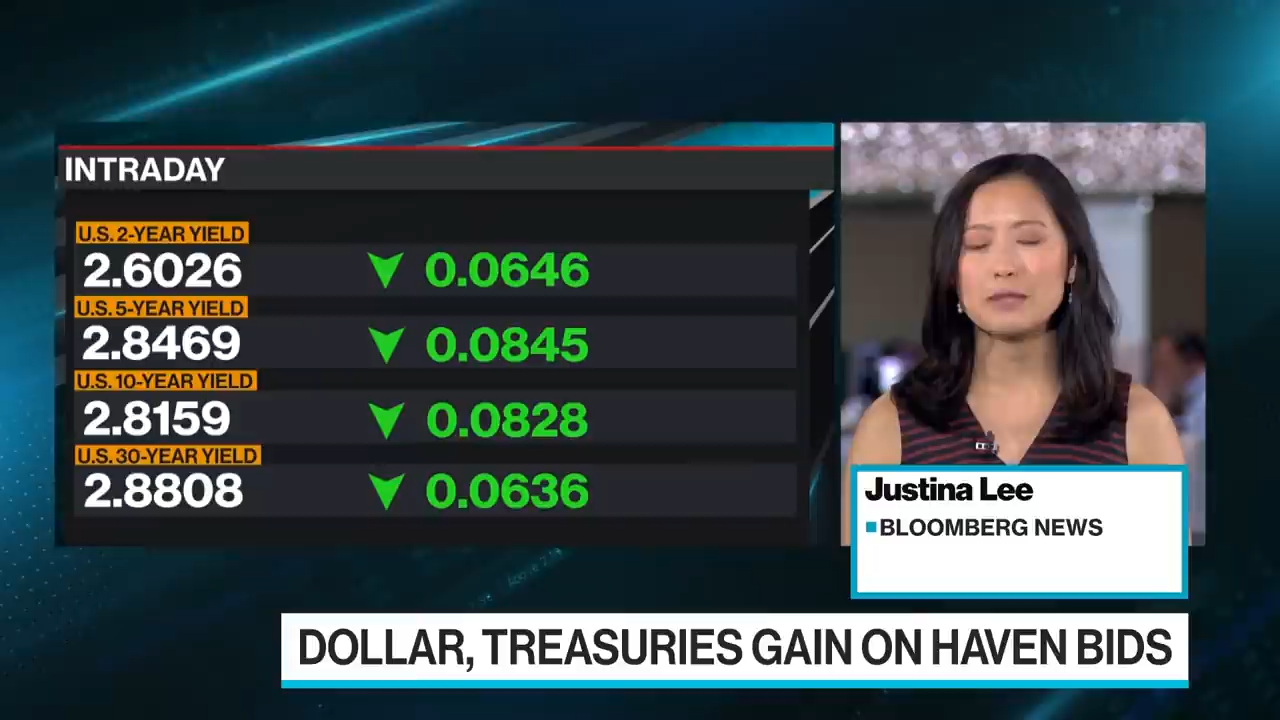 INTRADAY
U.S. 2-YEAR YIELD
2.6026 ▼ 0.0646
U.S. 5-YEAR YIELD
2.8469 ▼ 0.0845
U.S. 10-YEAR YIELD
2.8159 ▼ 0.0828
U.S. 30-YEAR YIELD
2.8808 ▼ 0.0636
Justina Lee
BLOOMBERG NEWS
DOLLAR, TREASURIES GAIN ON HAVEN BIDS